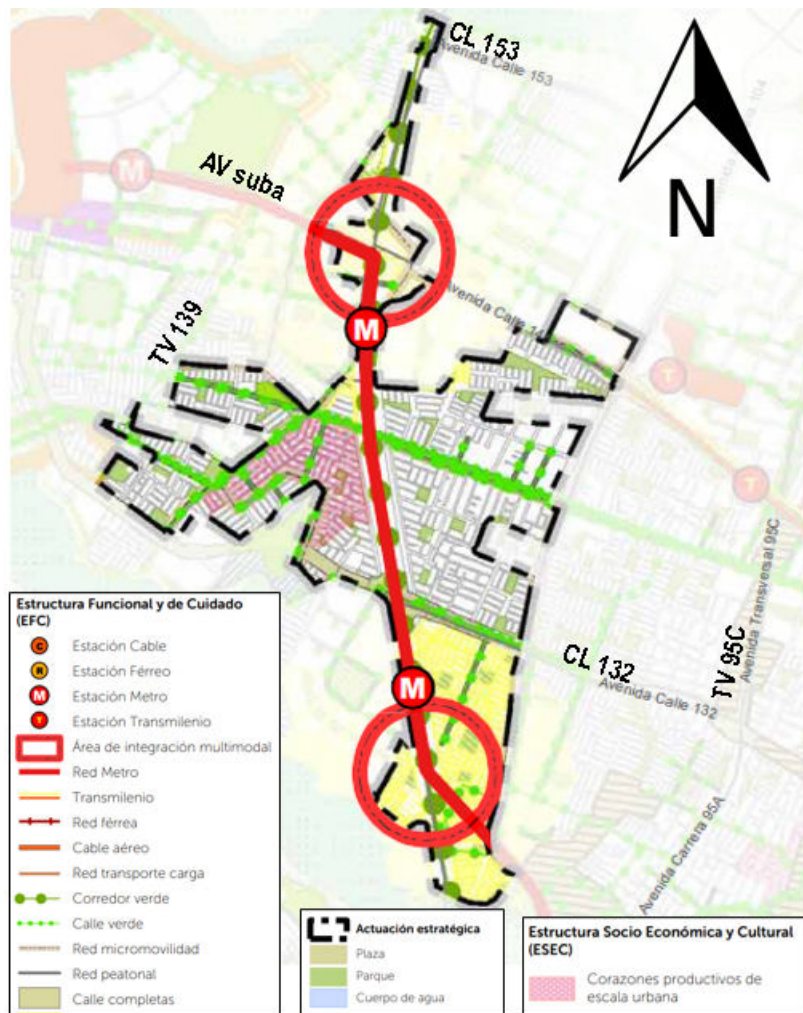 CL 153
Avenida Calle 153
N
M
AV suba
Avenida Calle 14
M
TV 139
T
T
M
CL 132
Avenida Calle 132
TV 95C
Avenida Transversal 95C
Avenida Carrera 95A
Estructura Funcional y de Cuidado
(EFC)
C Estación Cable
R Estación Férreo
M Estación Metro
T Estación Transmilenio
Área de integración multimodal
Red Metro
Transmilenio
Red férrea
Cable aéreo
Red transporte carga
Corredor verde
Calle verde
Red micromovilidad
Red peatonal
Calle completas
Actuación estratégica
Plaza
Parque
Cuerpo de agua
Estructura Socio Económica y Cultural
(ESEC)
Corazones productivos de
escala urbana